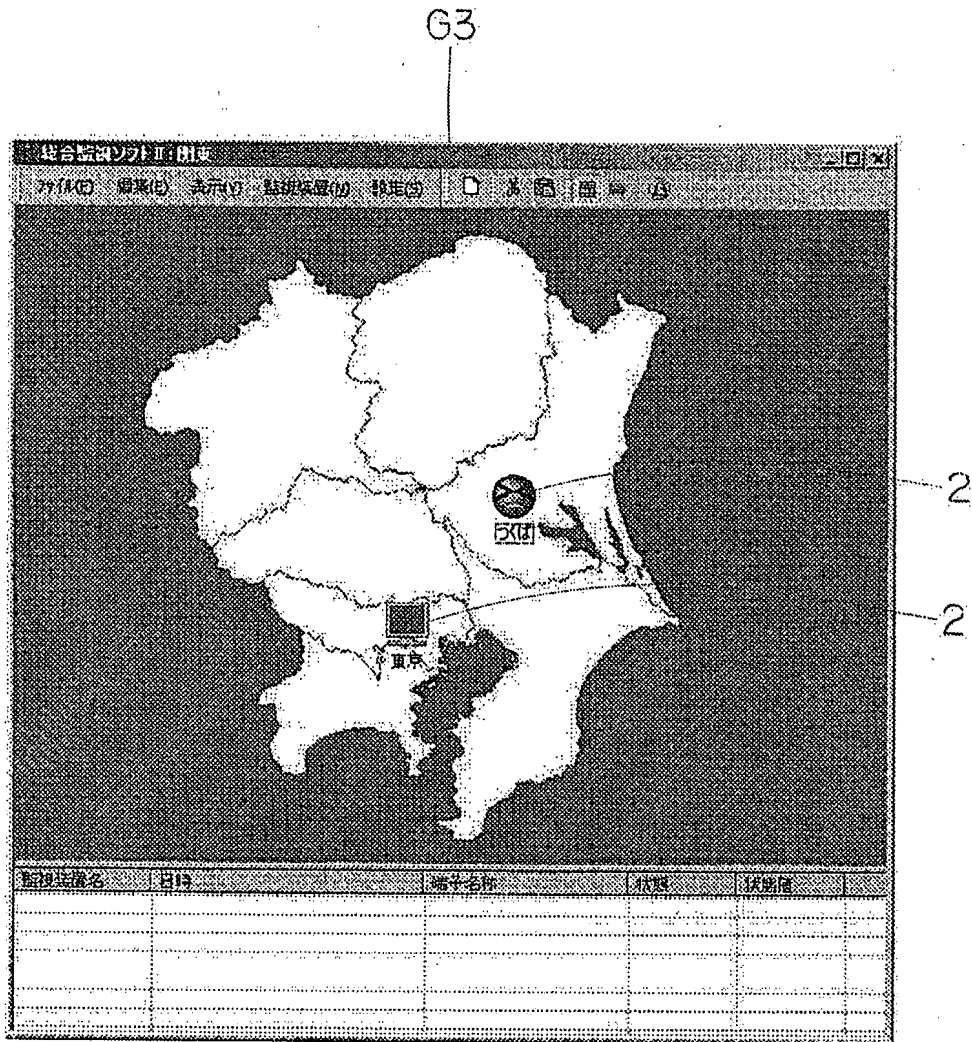 G3
総合監視ソフトⅡ:関東
ファイル(F) 編集(E) 表示(V) 監視装置(N) 設定(S)
つくば
2
2
東京
監視装置名 日時 端子名称 状態 状態値